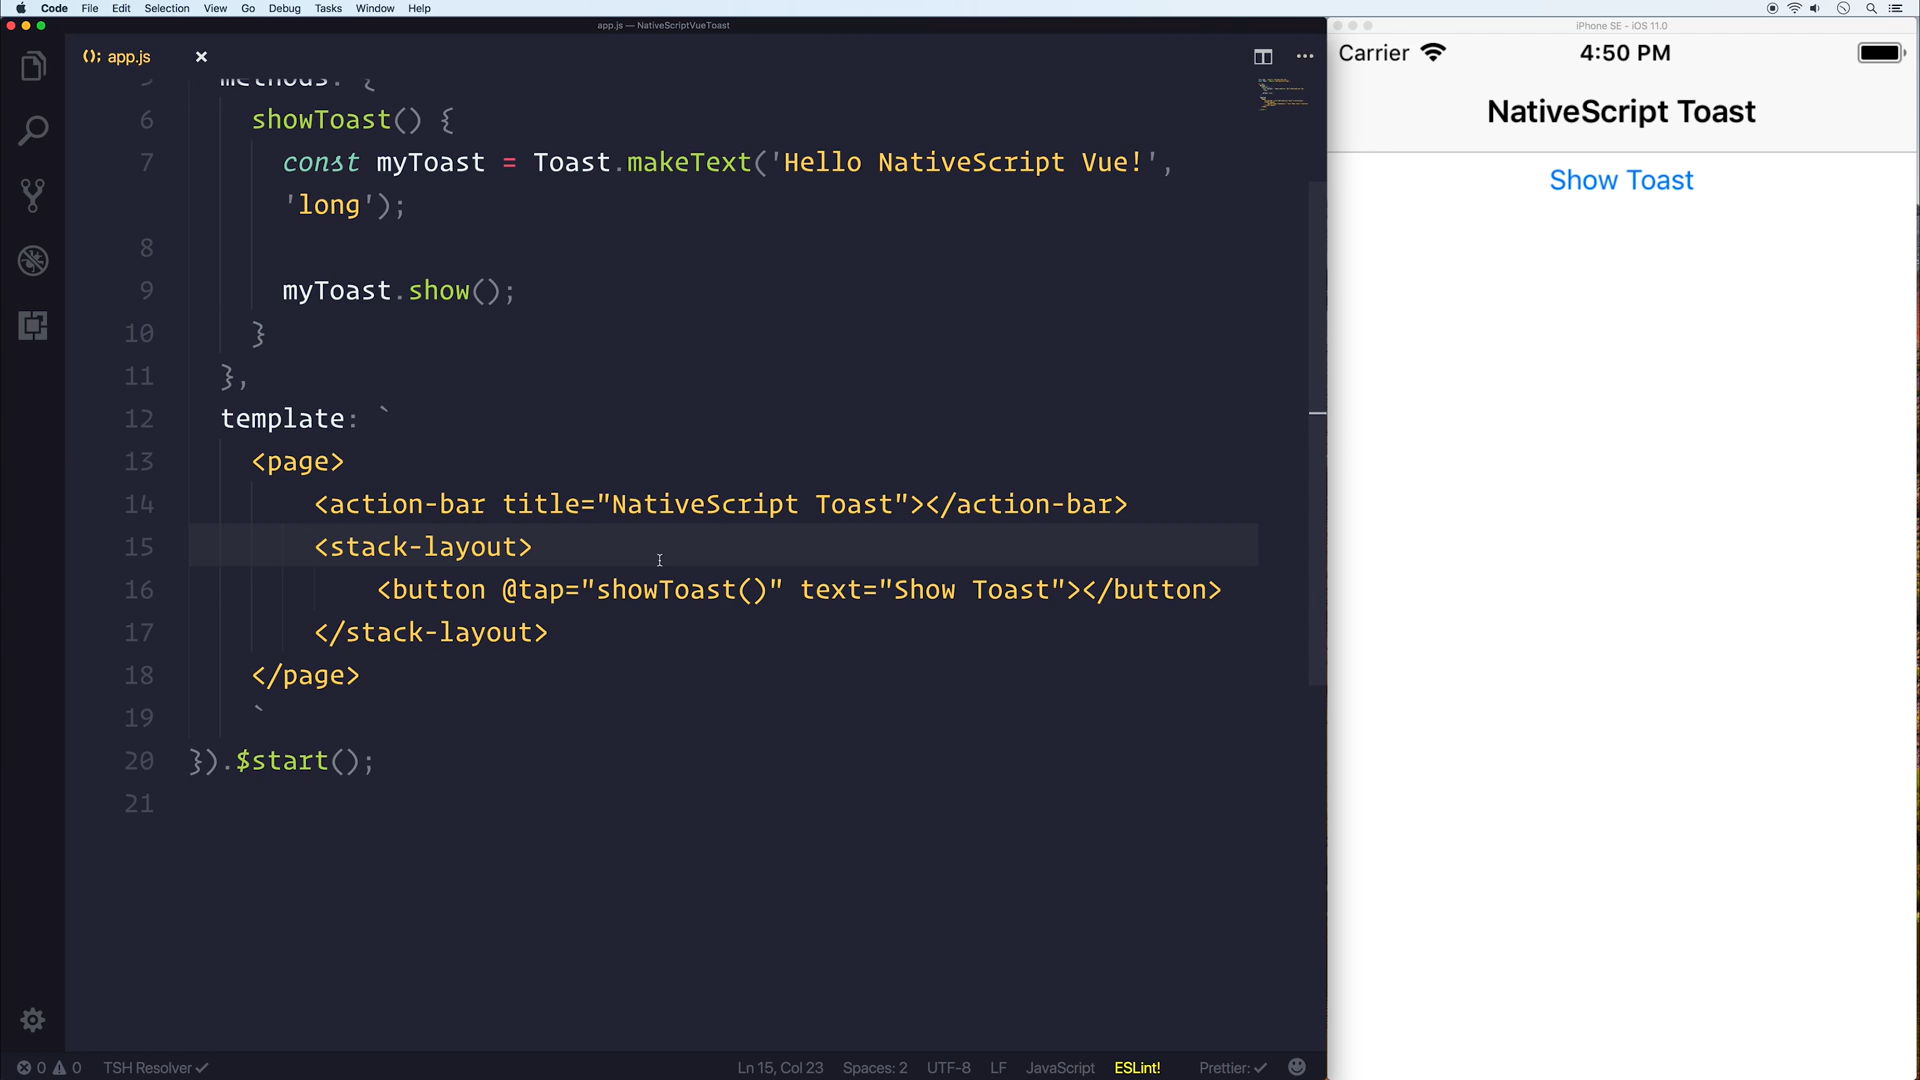 Code File Edit Selection View Go Debug Tasks Window Help
app.js — NativeScriptVueToast
app.js
5 methods: {
6 showToast() {
7 const myToast = Toast.makeText('Hello NativeScript Vue!',
'long');
8
9 myToast.show();
10 }
11 },
12 template: `
13 <page>
14 <action-bar title="NativeScript Toast"></action-bar>
15 <stack-layout>
16 <button @tap="showToast()" text="Show Toast"></button>
17 </stack-layout>
18 </page>
19 `
20 }).$start();
21
0 0 TSH Resolver Ln 15, Col 23 Spaces: 2 UTF-8 LF JavaScript ESLint! Prettier:
iPhone SE - iOS 11.0
Carrier 4:50 PM
NativeScript Toast
Show Toast